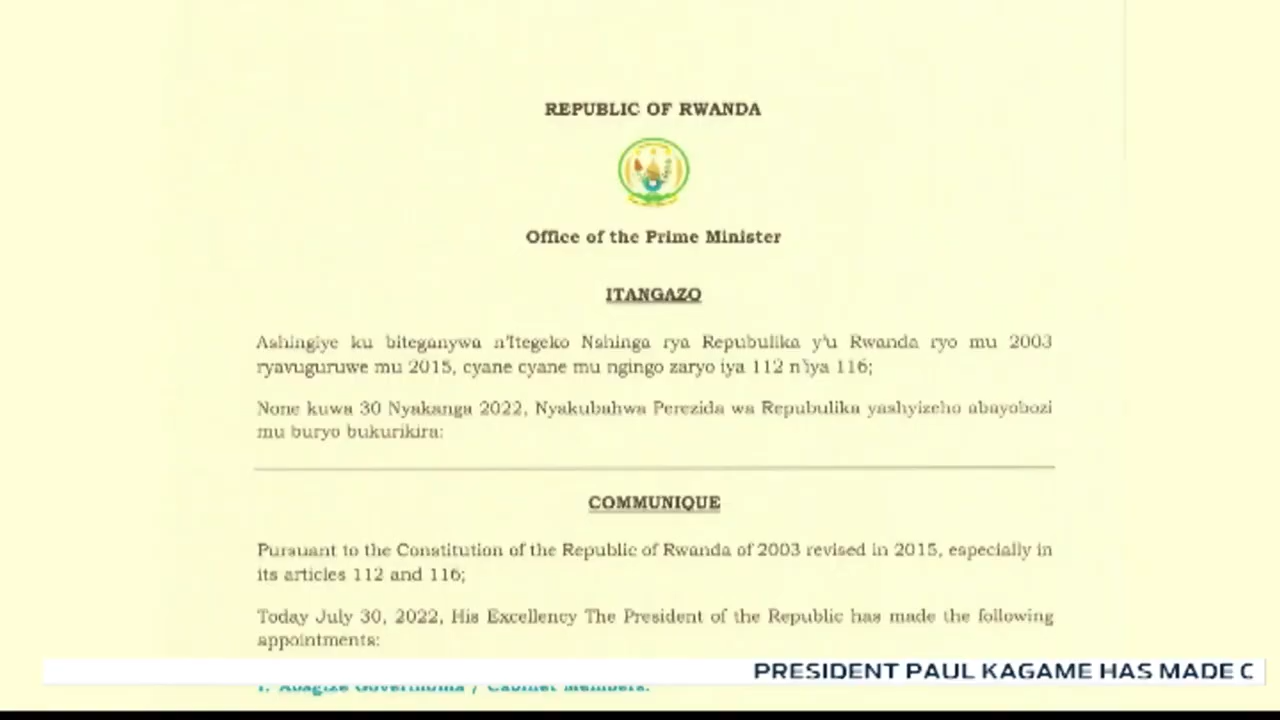 REPUBLIC OF RWANDA
Office of the Prime Minister
ITANGAZO
Ashingiye ku biteganywa n'Itegeko Nshinga rya Repubulika y'u Rwanda ryo mu 2003
ryavuguruwe mu 2015, cyane cyane mu ngingo zaryo iya 112 n'iya 116;
None kuwa 30 Nyakanga 2022, Nyakubahwa Perezida wa Repubulika yashyizeho abayobozi
mu buryo bukurikira:
COMMUNIQUE
Pursuant to the Constitution of the Republic of Rwanda of 2003 revised in 2015, especially in
its articles 112 and 116;
Today July 30, 2022, His Excellency The President of the Republic has made the following
appointments:
PRESIDENT PAUL KAGAME HAS MADE C
I. Abagize Guverinoma / Cabinet Members: